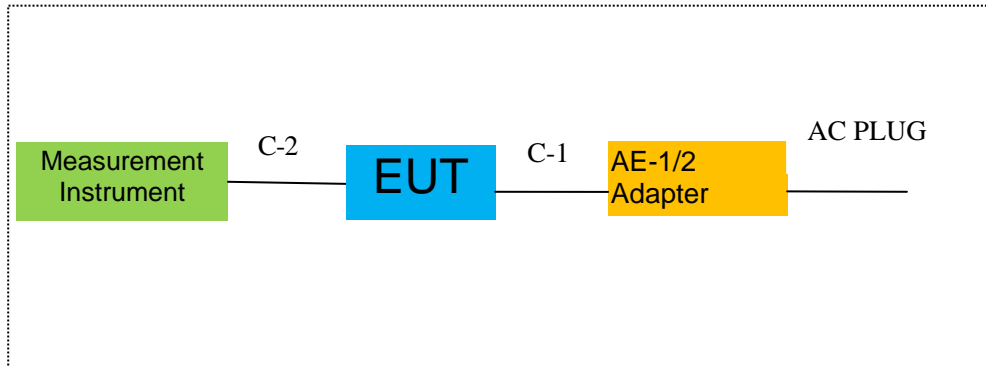 AC PLUG
C-2
C-1
Measurement
Instrument
EUT
AE-1/2
Adapter